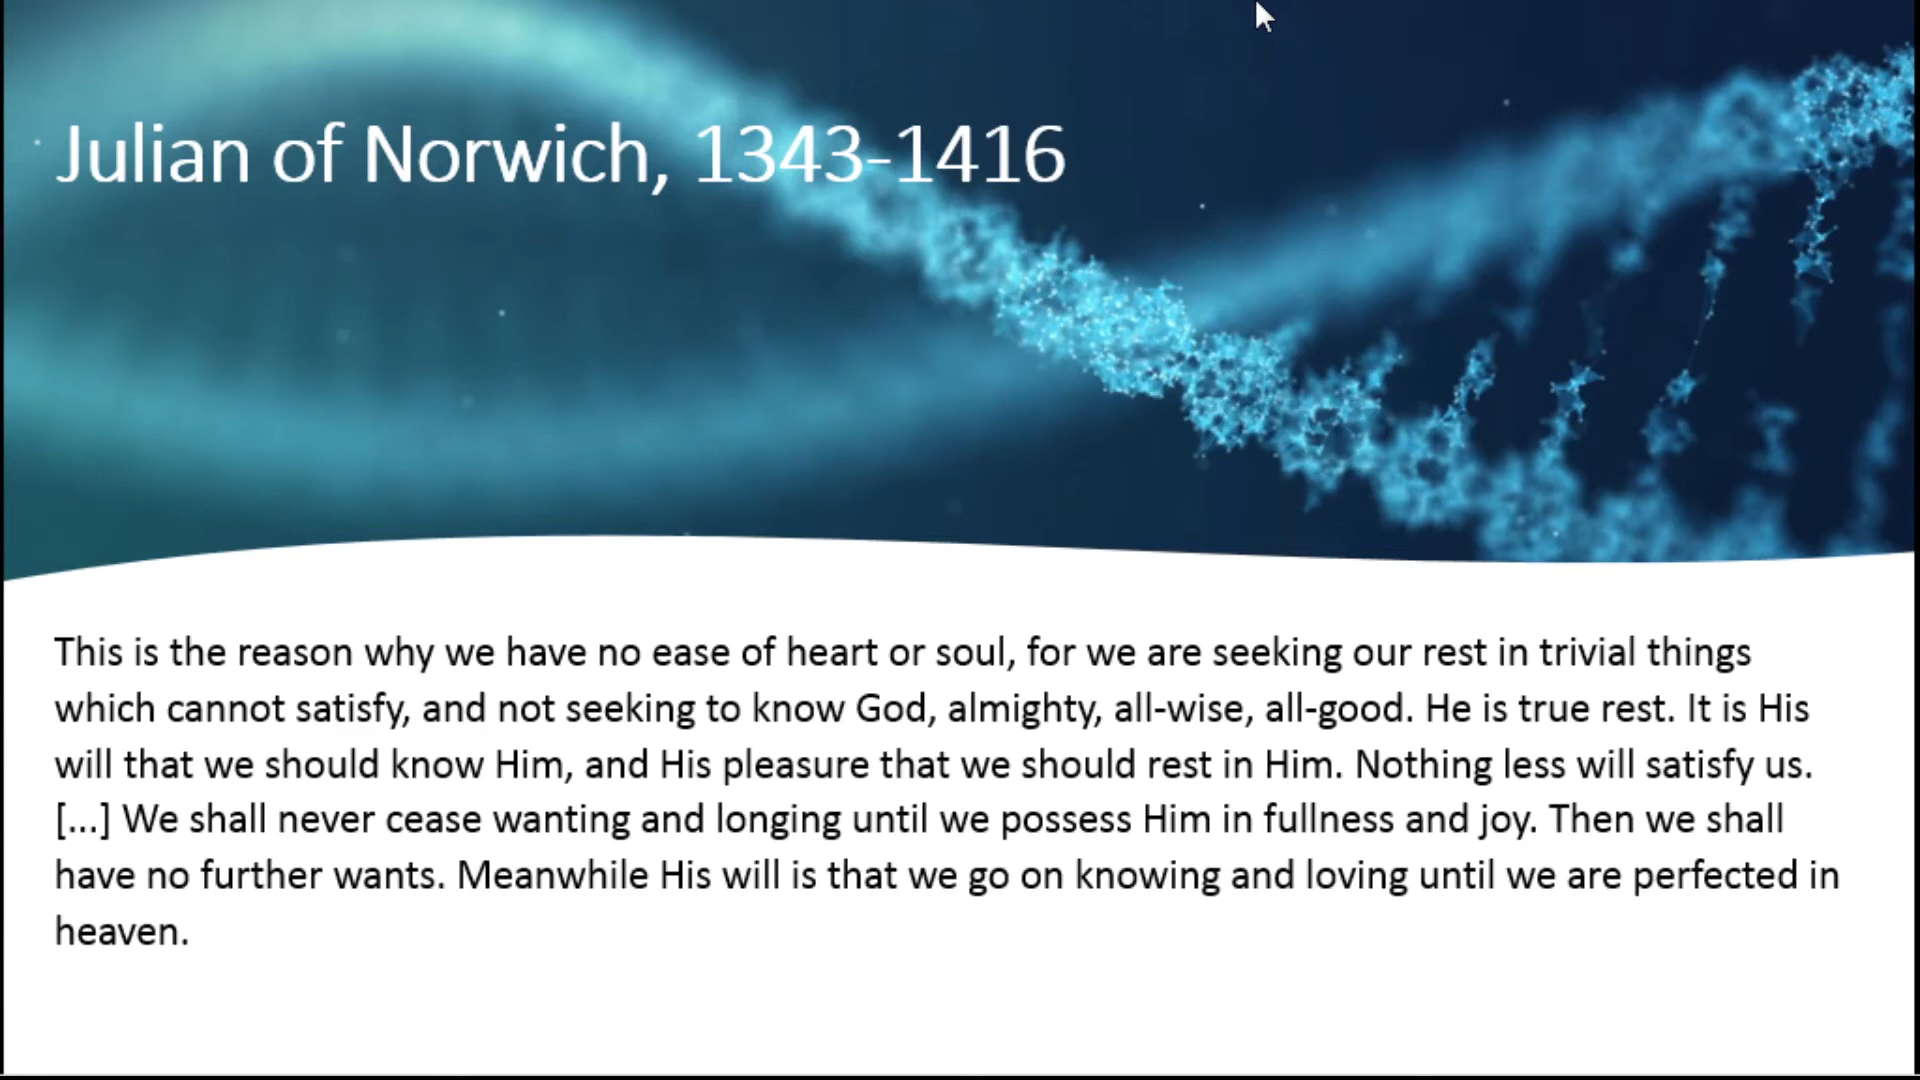 Julian of Norwich, 1343-1416
This is the reason why we have no ease of heart or soul, for we are seeking our rest in trivial things
which cannot satisfy, and not seeking to know God, almighty, all-wise, all-good. He is true rest. It is His
will that we should know Him, and His pleasure that we should rest in Him. Nothing less will satisfy us.
[...] We shall never cease wanting and longing until we possess Him in fullness and joy. Then we shall
have no further wants. Meanwhile His will is that we go on knowing and loving until we are perfected in
heaven.